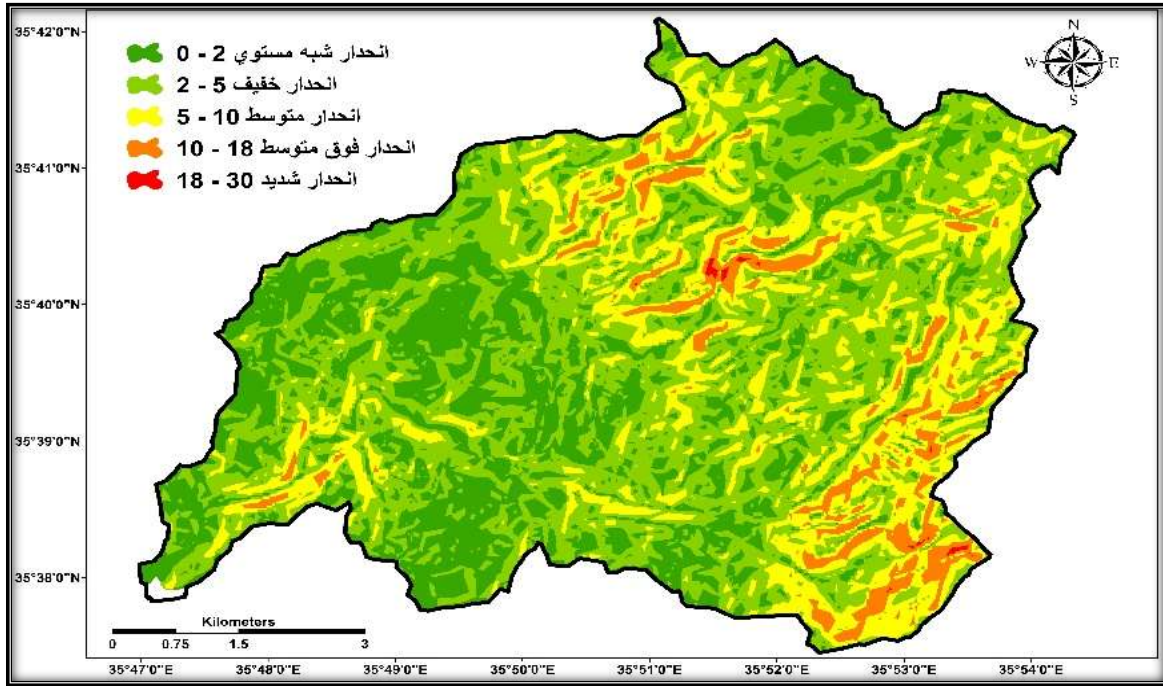 انحدار شبه مستوي 2 - 0
انحدار خفيف 5 - 2
انحدار متوسط 10 - 5
انحدار فوق متوسط 18 - 10
انحدار شديد 30 - 18
N
W E
S
35°42'0"N
35°41'0"N
35°40'0"N
35°39'0"N
35°38'0"N
Kilometers
0 0.75 1.5 3
35°47'0"E 35°48'0"E 35°49'0"E 35°50'0"E 35°51'0"E 35°52'0"E 35°53'0"E 35°54'0"E